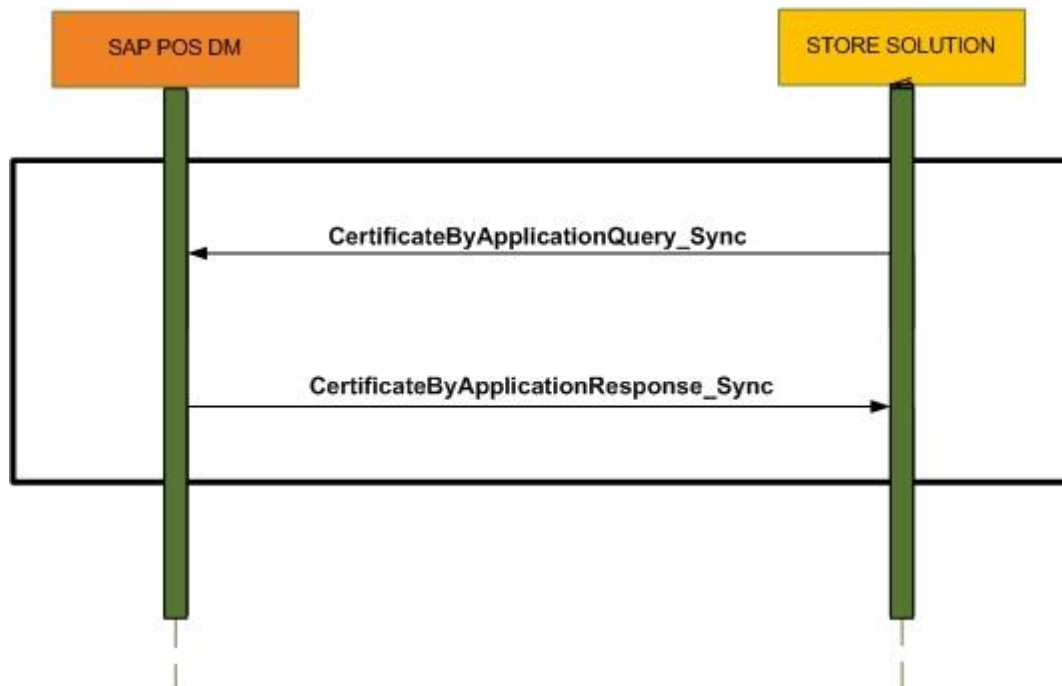 SAP POS DM
STORE SOLUTION
CertificateByApplicationQuery_Sync
CertificateByApplicationResponse_Sync